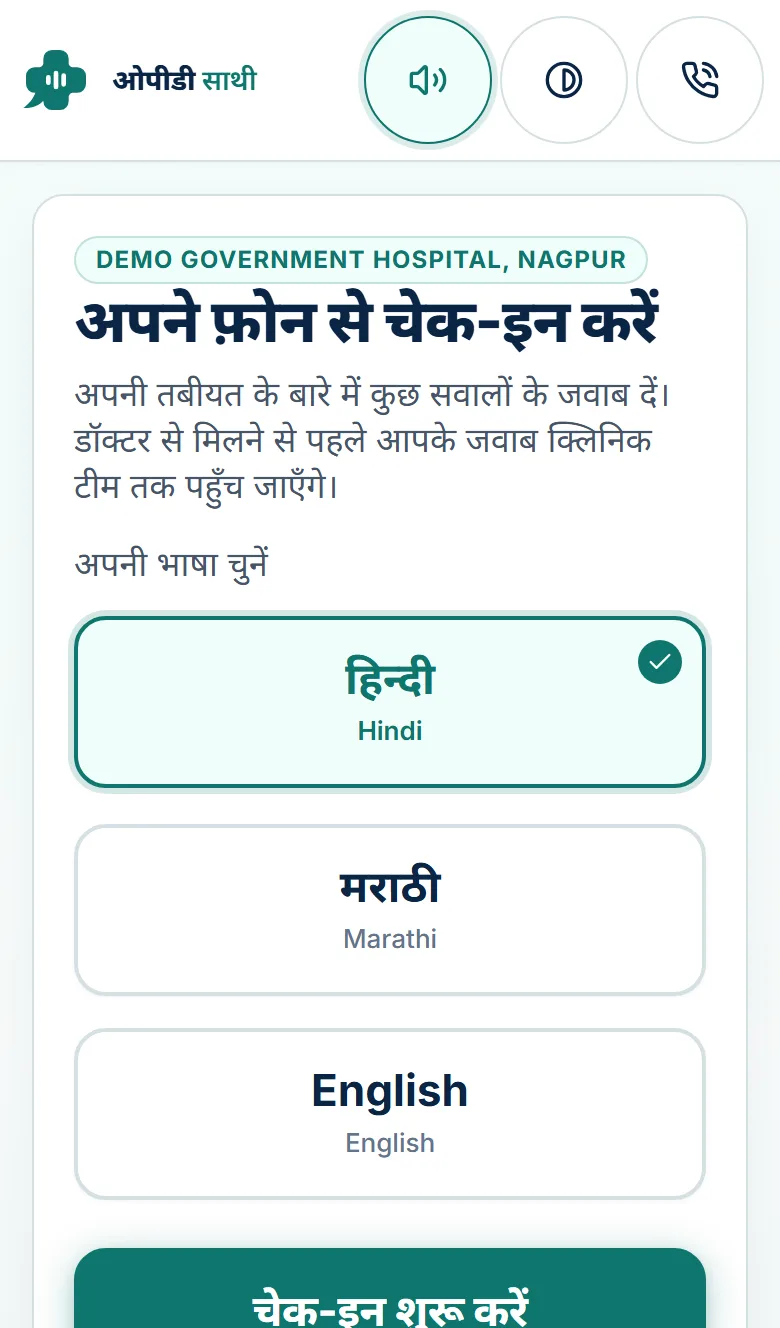 ओपीडी साथी
DEMO GOVERNMENT HOSPITAL, NAGPUR
अपने फ़ोन से चेक-इन करें
अपनी तबीयत के बारे में कुछ सवालों के जवाब दें।
डॉक्टर से मिलने से पहले आपके जवाब क्लिनिक
टीम तक पहुँच जाएँगे।
अपनी भाषा चुनें
हिन्दी
Hindi
मराठी
Marathi
English
English
चेक-इन शुरू करें